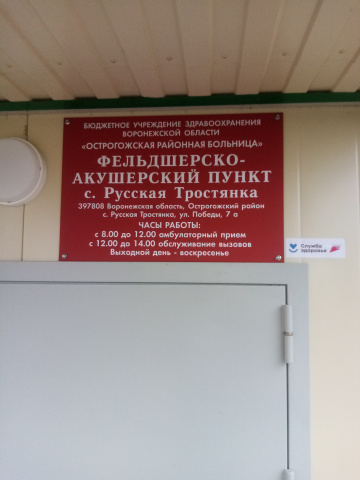 БЮДЖЕТНОЕ УЧРЕЖДЕНИЕ ЗДРАВООХРАНЕНИЯ
ВОРОНЕЖСКОЙ ОБЛАСТИ
«ОСТРОГОЖСКАЯ РАЙОННАЯ БОЛЬНИЦА»
ФЕЛЬДШЕРСКО-
АКУШЕРСКИЙ ПУНКТ
с. Русская Тростянка
397808 Воронежская область, Острогожский район
с. Русская Тростянка, ул. Победы, 7 а
ЧАСЫ РАБОТЫ:
с 8.00 до 12.00 амбулаторный прием
с 12.00 до 14.00 обслуживание вызовов
Выходной день - воскресенье
Служба
здоровья